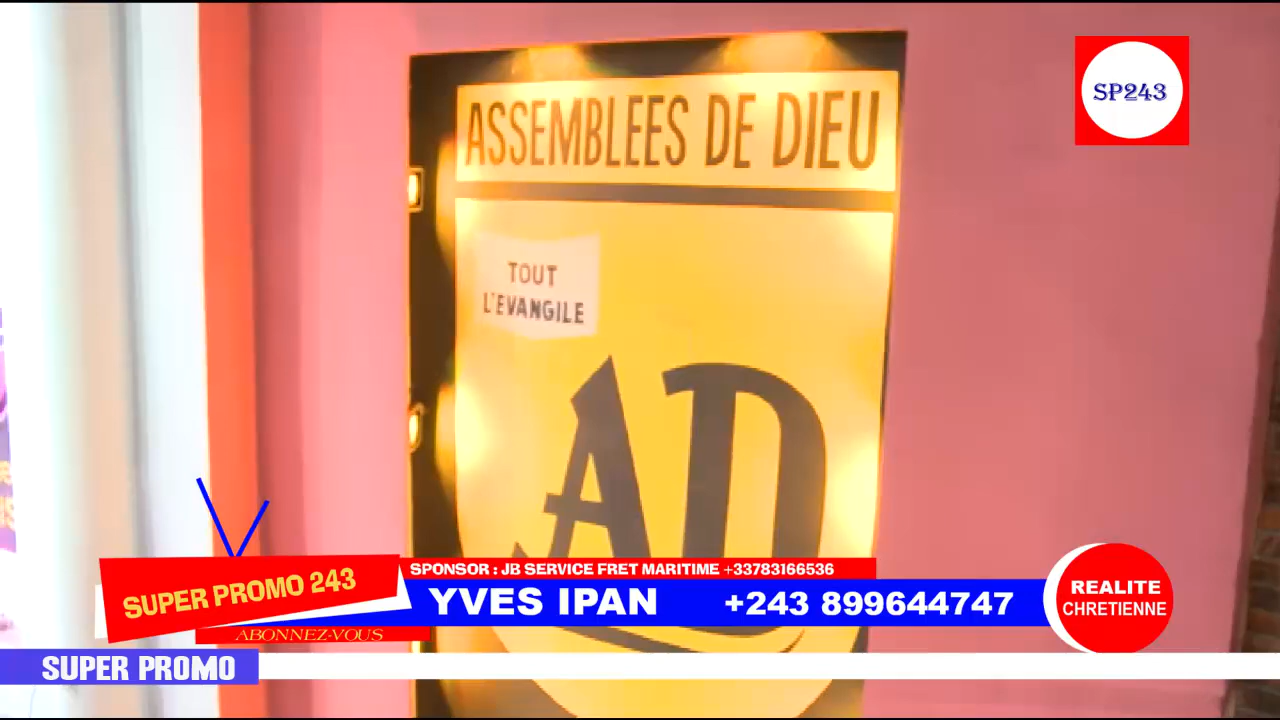 SP243
ASSEMBLEES DE DIEU
TOUT
L'EVANGILE
AD
SPONSOR : JB SERVICE FRET MARITIME +33783166536
SUPER PROMO 243
YVES IPAN +243 899644747
REALITE
CHRETIENNE
ABONNEZ-VOUS
SUPER PROMO